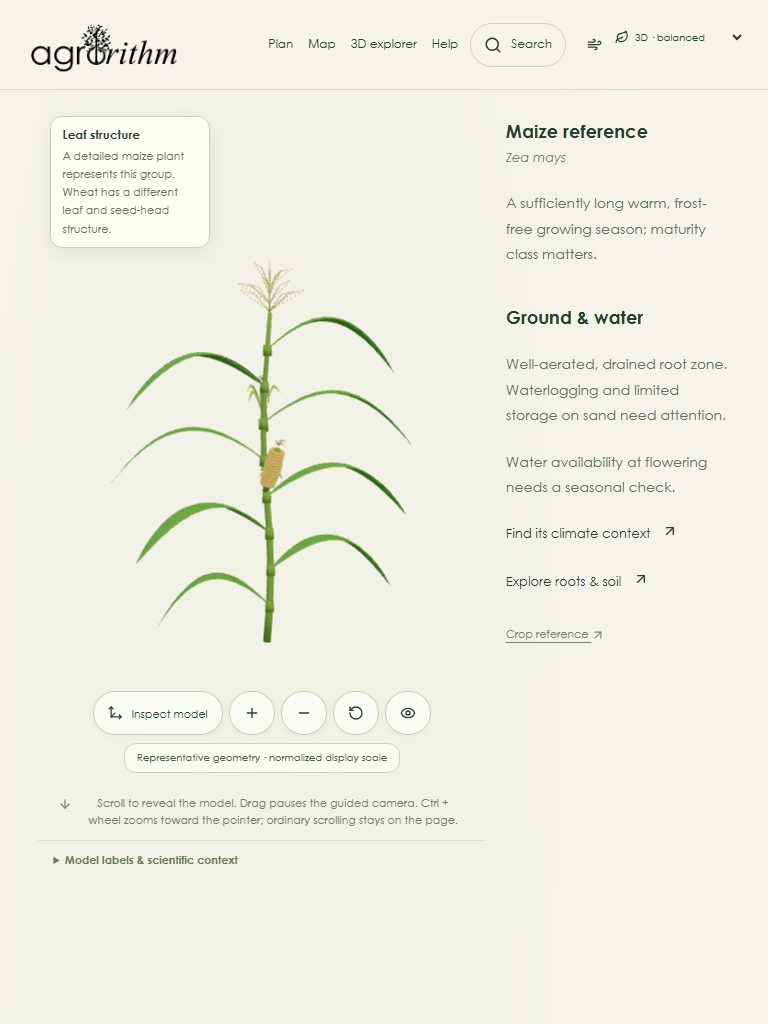 agrorithm
Plan
Map
3D explorer
Help
Search
3D · balanced
Leaf structure
A detailed maize plant
represents this group.
Wheat has a different
leaf and seed-head
structure.
Maize reference
Zea mays
A sufficiently long warm, frost-
free growing season; maturity
class matters.
Ground & water
Well-aerated, drained root zone.
Waterlogging and limited
storage on sand need attention.
Water availability at flowering
needs a seasonal check.
Find its climate context
Explore roots & soil
Crop reference
Inspect model
Representative geometry · normalized display scale
Scroll to reveal the model. Drag pauses the guided camera. Ctrl +
wheel zooms toward the pointer; ordinary scrolling stays on the page.
Model labels & scientific context